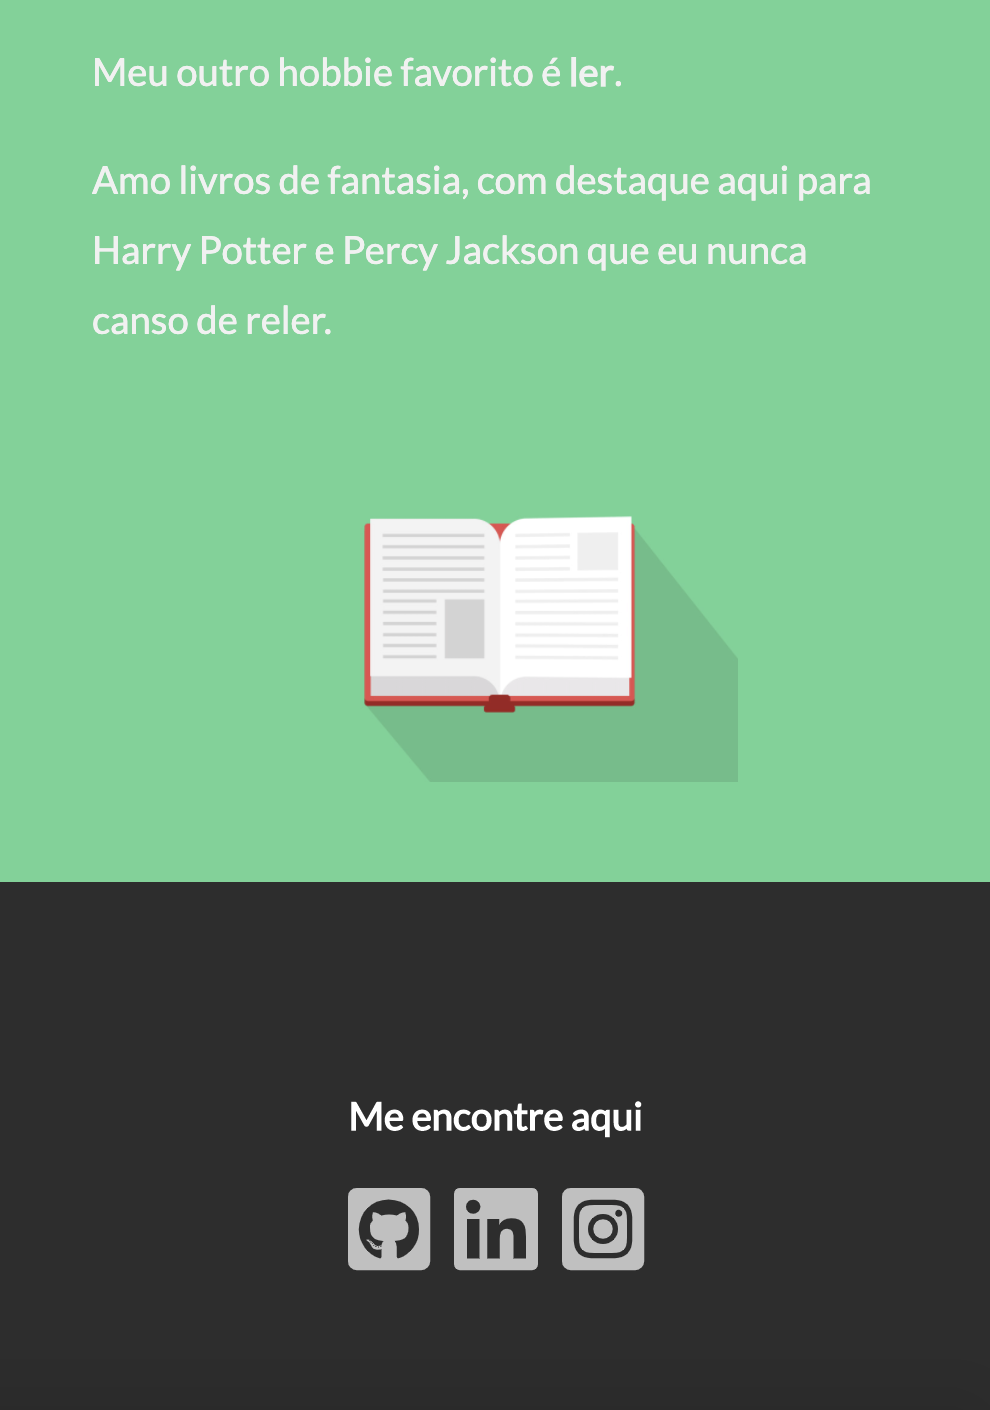 Meu outro hobbie favorito é ler.
Amo livros de fantasia, com destaque aqui para
Harry Potter e Percy Jackson que eu nunca
canso de reler.
Me encontre aqui
in